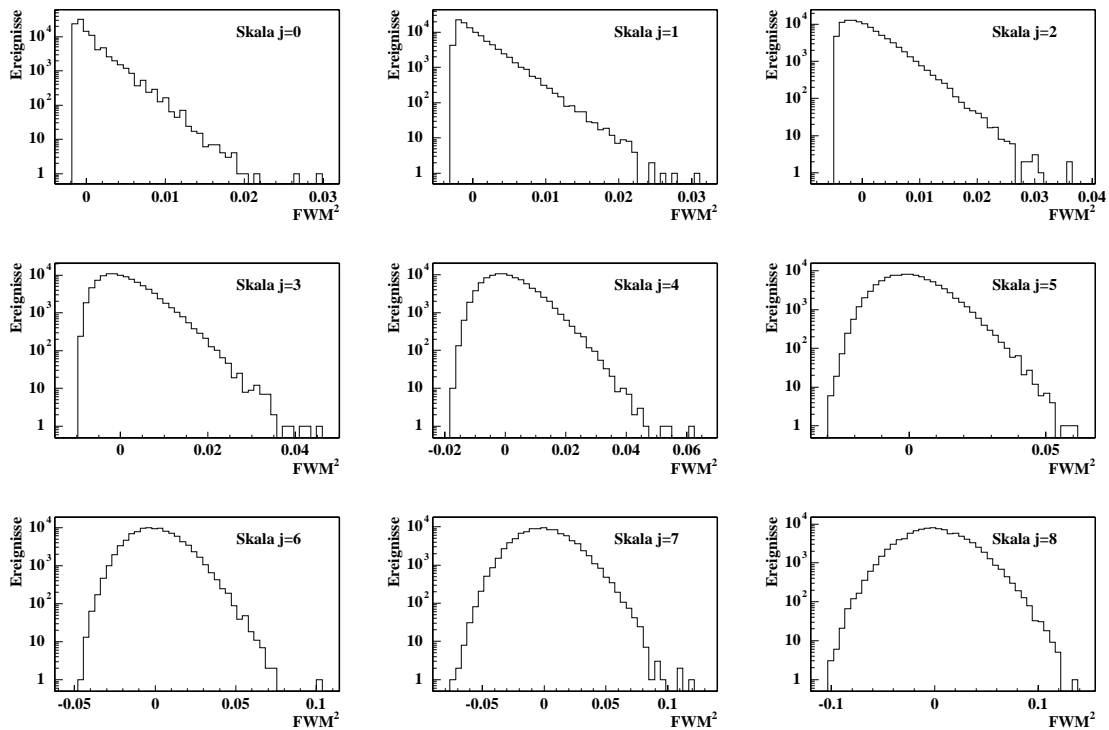 Ereignisse
Skala j=0
10⁴
10³
10²
10
1
0 0.01 0.02 0.03
FWM²
Ereignisse
Skala j=1
10⁴
10³
10²
10
1
0 0.01 0.02 0.03
FWM²
Ereignisse
Skala j=2
10⁴
10³
10²
10
1
0 0.01 0.02 0.03 0.04
FWM²
Ereignisse
Skala j=3
10⁴
10³
10²
10
1
0 0.02 0.04
FWM²
Ereignisse
Skala j=4
10⁴
10³
10²
10
1
-0.02 0 0.02 0.04 0.06
FWM²
Ereignisse
Skala j=5
10⁴
10³
10²
10
1
0 0.05
FWM²
Ereignisse
Skala j=6
10⁴
10³
10²
10
1
-0.05 0 0.05 0.1
FWM²
Ereignisse
Skala j=7
10⁴
10³
10²
10
1
-0.05 0 0.05 0.1
FWM²
Ereignisse
Skala j=8
10⁴
10³
10²
10
1
-0.1 0 0.1
FWM²